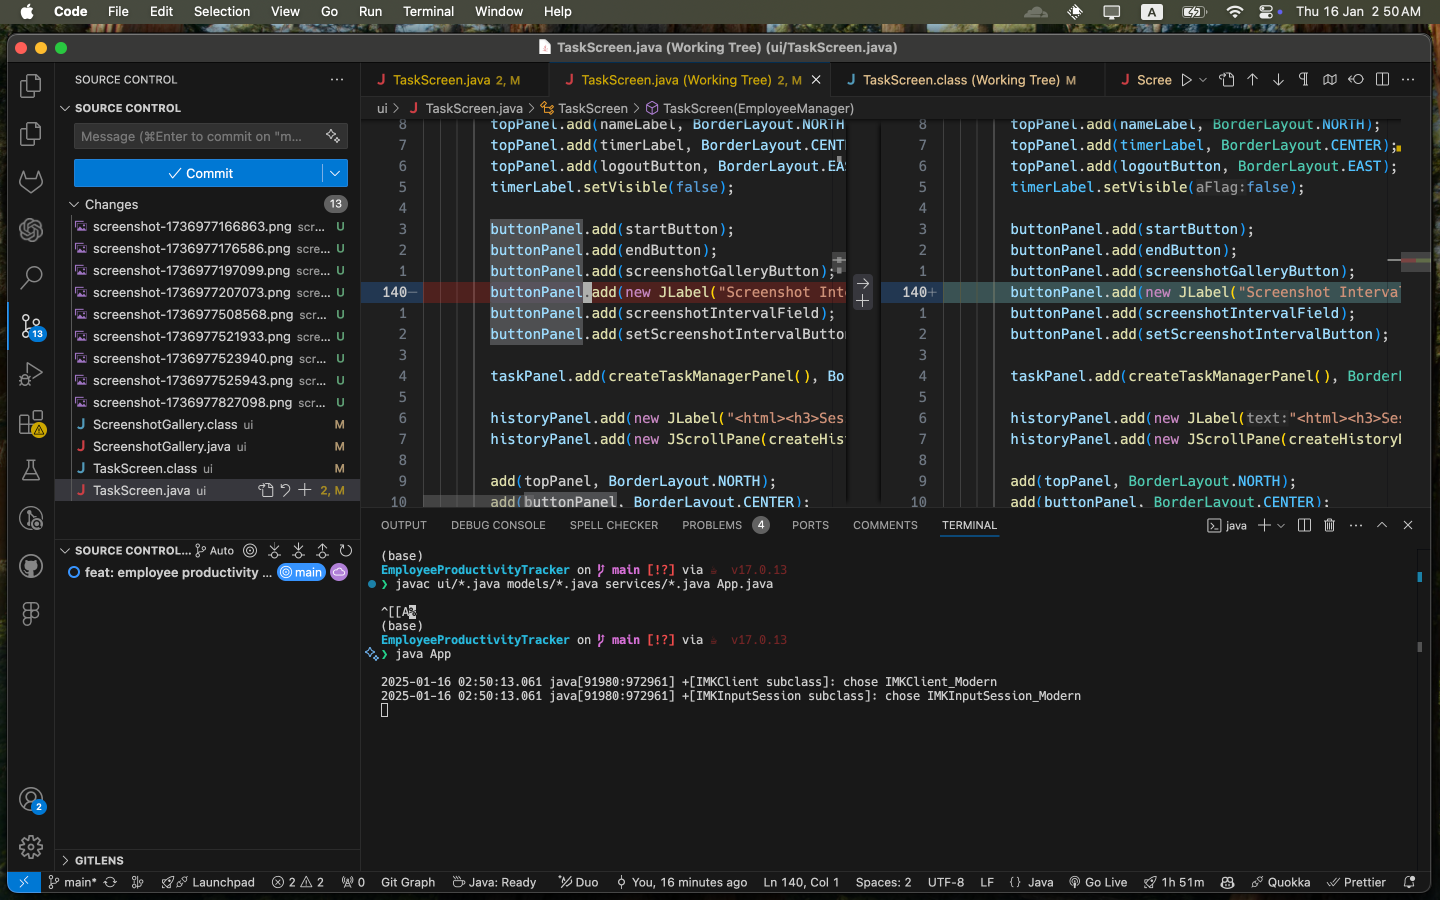 Code File Edit Selection View Go Run Terminal Window Help A Thu 16 Jan 2 50 AM
TaskScreen.java (Working Tree) (ui/TaskScreen.java)
SOURCE CONTROL ···
SOURCE CONTROL
Message (⌘Enter to commit on "m...
Commit
Changes 13
screenshot-1736977166863.png scr... U
screenshot-1736977176586.png scre... U
screenshot-1736977197099.png scre... U
screenshot-1736977207073.png scr... U
screenshot-1736977508568.png scr... U
screenshot-1736977521933.png scr... U
screenshot-1736977523940.png scr... U
screenshot-1736977525943.png scr... U
screenshot-1736977827098.png scr... U
J ScreenshotGallery.class ui M
J ScreenshotGallery.java ui M
J TaskScreen.class ui M
J TaskScreen.java ui 2, M
13
SOURCE CONTROL... Auto
feat: employee productivity ... main
GITLENS
2
J TaskScreen.java 2, M J TaskScreen.java (Working Tree) 2, M J TaskScreen.class (Working Tree) M J Scree
ui > J TaskScreen.java > TaskScreen > TaskScreen(EmployeeManager)
8 topPanel.add(nameLabel, BorderLayout.NORTH
7 topPanel.add(timerLabel, BorderLayout.CENT
6 topPanel.add(logoutButton, BorderLayout.EA
5 timerLabel.setVisible(false);
4
3 buttonPanel.add(startButton);
2 buttonPanel.add(endButton);
1 buttonPanel.add(screenshotGalleryButton);
140− buttonPanel.add(new JLabel("Screenshot Int
1 buttonPanel.add(screenshotIntervalField);
2 buttonPanel.add(setScreenshotIntervalButto
3
4 taskPanel.add(createTaskManagerPanel(), Bo
5
6 historyPanel.add(new JLabel("<html><h3>Ses
7 historyPanel.add(new JScrollPane(createHis
8
9 add(topPanel, BorderLayout.NORTH);
10 add(buttonPanel, BorderLayout.CENTER);
8 topPanel.add(nameLabel, BorderLayout.NORTH);
7 topPanel.add(timerLabel, BorderLayout.CENTER);
6 topPanel.add(logoutButton, BorderLayout.EAST);
5 timerLabel.setVisible(aFlag:false);
4
3 buttonPanel.add(startButton);
2 buttonPanel.add(endButton);
1 buttonPanel.add(screenshotGalleryButton);
140+ buttonPanel.add(new JLabel("Screenshot Interva
1 buttonPanel.add(screenshotIntervalField);
2 buttonPanel.add(setScreenshotIntervalButton);
3
4 taskPanel.add(createTaskManagerPanel(), BorderL
5
6 historyPanel.add(new JLabel(text:"<html><h3>Ses
7 historyPanel.add(new JScrollPane(createHistoryP
8
9 add(topPanel, BorderLayout.NORTH);
10 add(buttonPanel, BorderLayout.CENTER);
OUTPUT DEBUG CONSOLE SPELL CHECKER PROBLEMS 4 PORTS COMMENTS TERMINAL java
(base)
EmployeeProductivityTracker on main [!?] via v17.0.13
❯ javac ui/*.java models/*.java services/*.java App.java
^[[A%
(base)
EmployeeProductivityTracker on main [!?] via v17.0.13
❯ java App
2025-01-16 02:50:13.061 java[91980:972961] +[IMKClient subclass]: chose IMKClient_Modern
2025-01-16 02:50:13.061 java[91980:972961] +[IMKInputSession subclass]: chose IMKInputSession_Modern
main* Launchpad 2 2 0 Git Graph Java: Ready Duo You, 16 minutes ago Ln 140, Col 1 Spaces: 2 UTF-8 LF {} Java Go Live 1h 51m Quokka Prettier